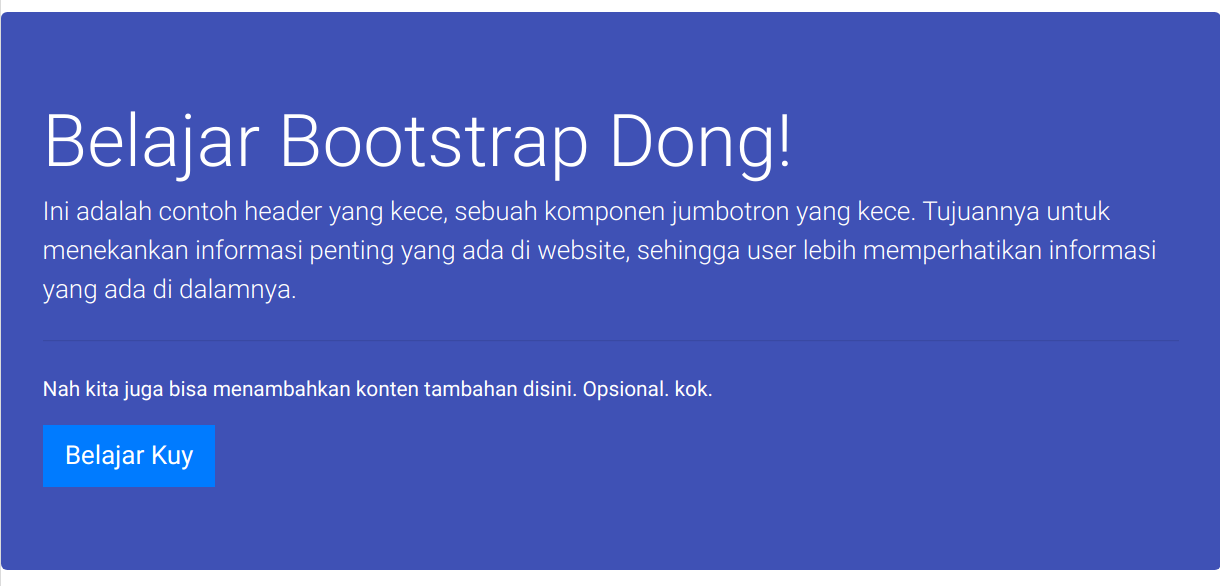 Belajar Bootstrap Dong!
Ini adalah contoh header yang kece, sebuah komponen jumbotron yang kece. Tujuannya untuk
menekankan informasi penting yang ada di website, sehingga user lebih memperhatikan informasi
yang ada di dalamnya.
Nah kita juga bisa menambahkan konten tambahan disini. Opsional. kok.
Belajar Kuy